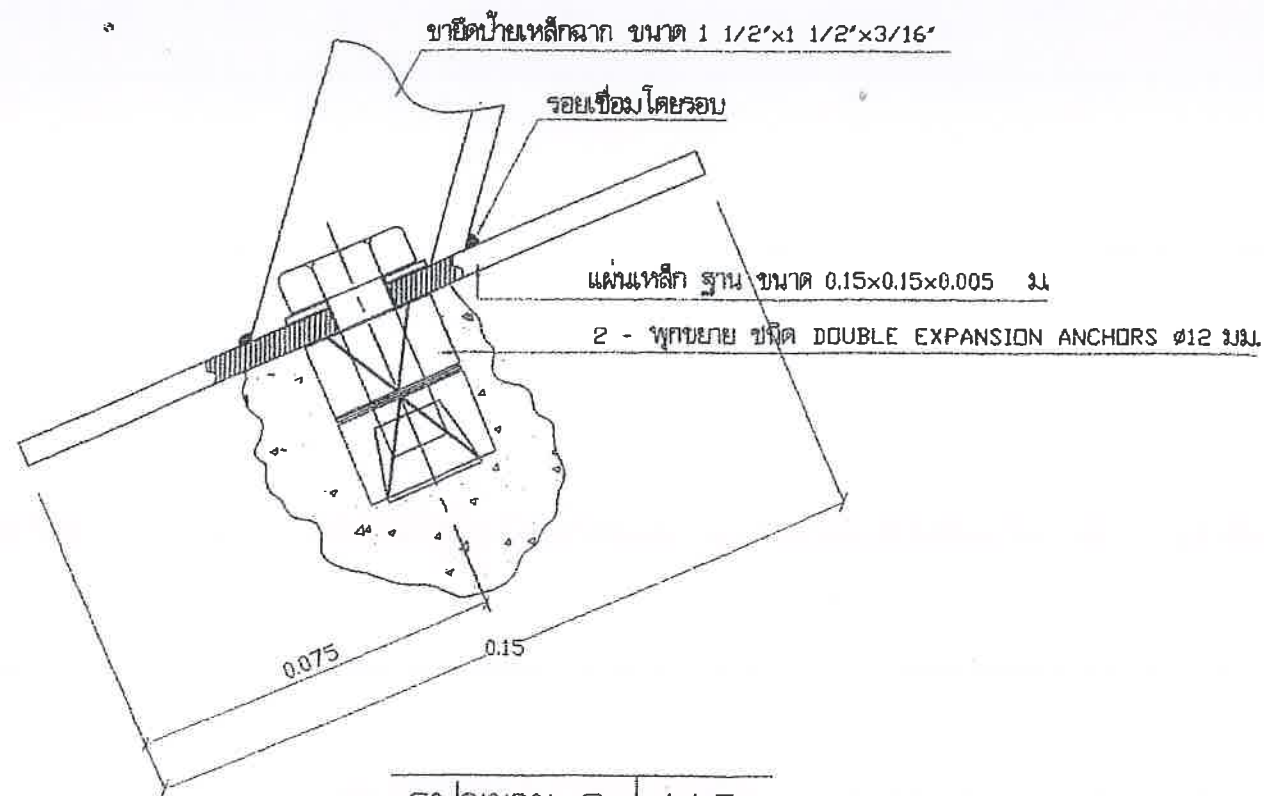 ขายึดป้ายเหล็กฉาก ขนาด 1 1/2"x1 1/2"x3/16"
รอยเชื่อมโดยรอบ
แผ่นเหล็ก ฐาน ขนาด 0.15x0.15x0.005 ม.
2 - พุกขยาย ชนิด DOUBLE EXPANSION ANCHORS ø12 มม.
0.075
0.15